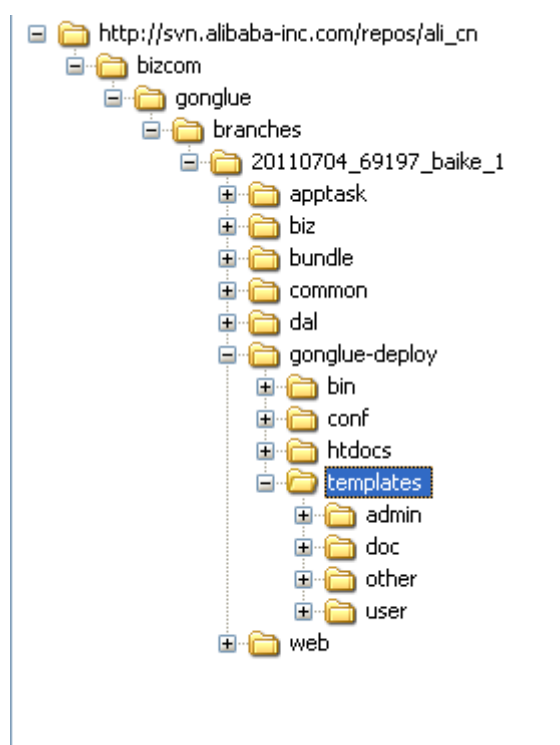 http://svn.alibaba-inc.com/repos/ali_cn
bizcom
gonglue
branches
20110704_69197_baike_1
apptask
biz
bundle
common
dal
gonglue-deploy
bin
conf
htdocs
templates
admin
doc
other
user
web